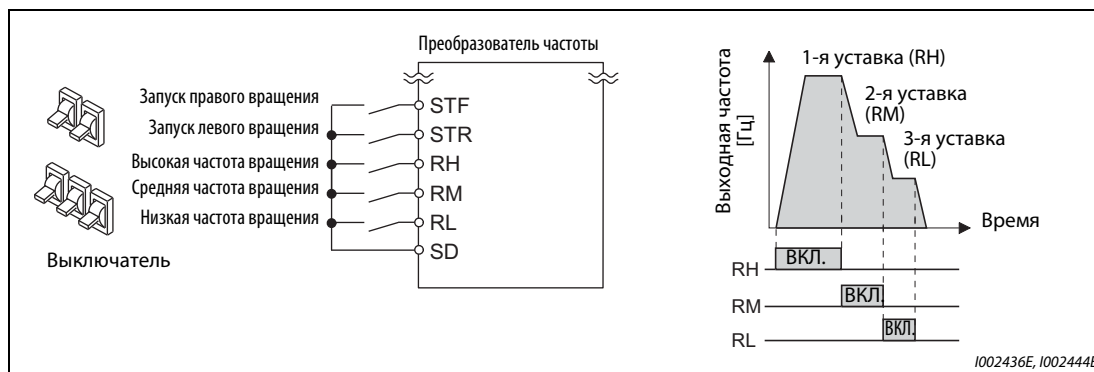 Преобразователь частоты
Запуск правого вращения
STF
Запуск левого вращения
STR
Высокая частота вращения
RH
Средняя частота вращения
RM
Низкая частота вращения
RL
SD
Выключатель
Выходная частота
[Гц]
1-я уставка (RH)
2-я уставка
(RM)
3-я уставка
(RL)
Время
RH
ВКЛ.
RM
ВКЛ.
RL
ВКЛ.
I002436E, I002444E